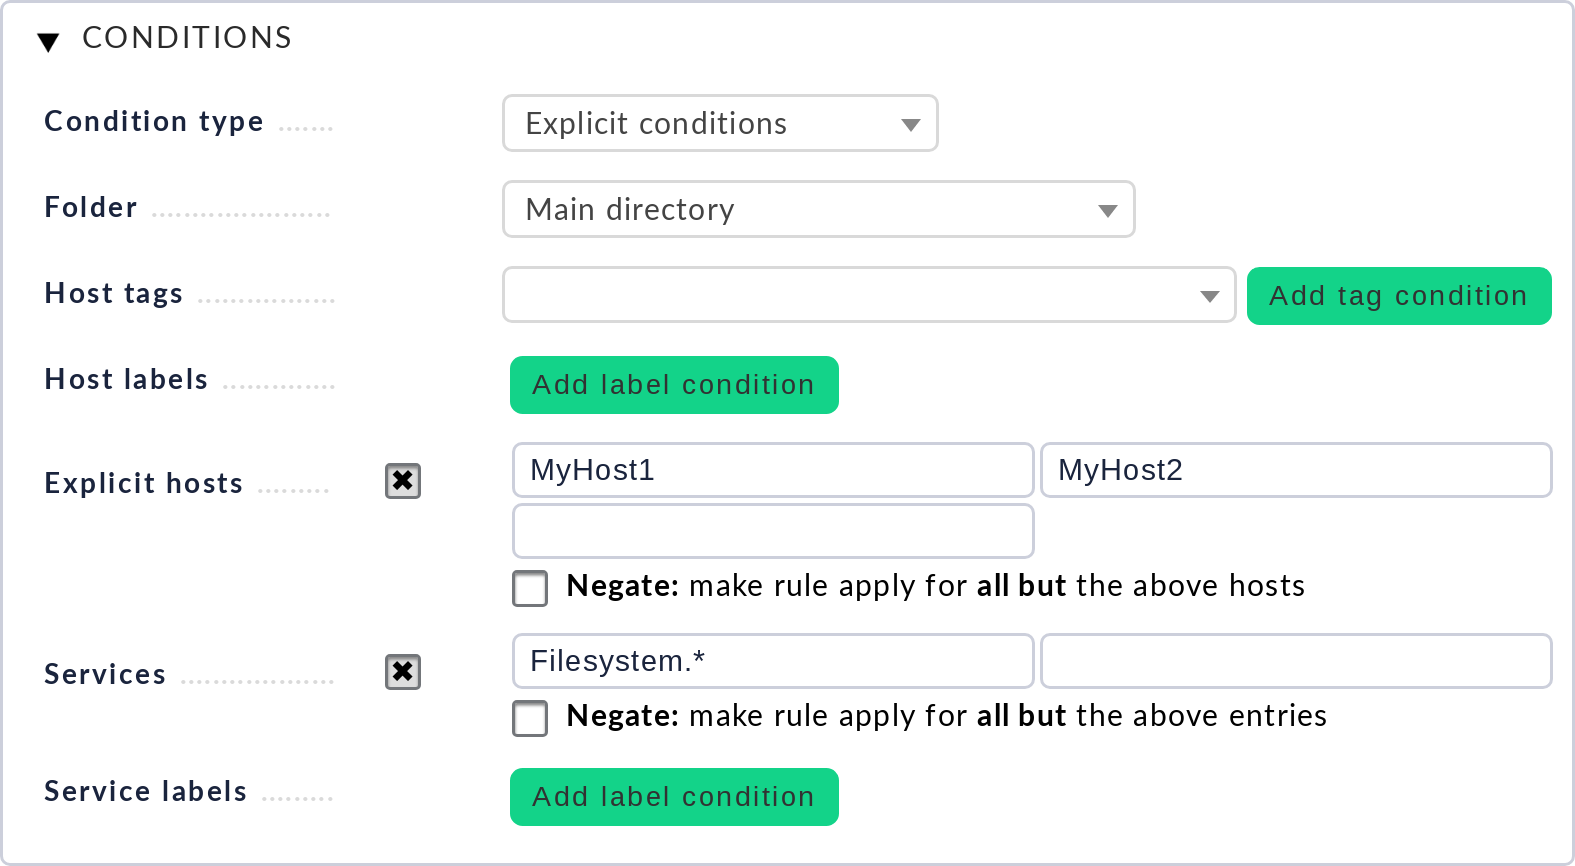 CONDITIONS
Condition type
Explicit conditions
Folder
Main directory
Host tags
Add tag condition
Host labels
Add label condition
Explicit hosts
MyHost1
MyHost2
Negate: make rule apply for all but the above hosts
Services
Filesystem.*
Negate: make rule apply for all but the above entries
Service labels
Add label condition